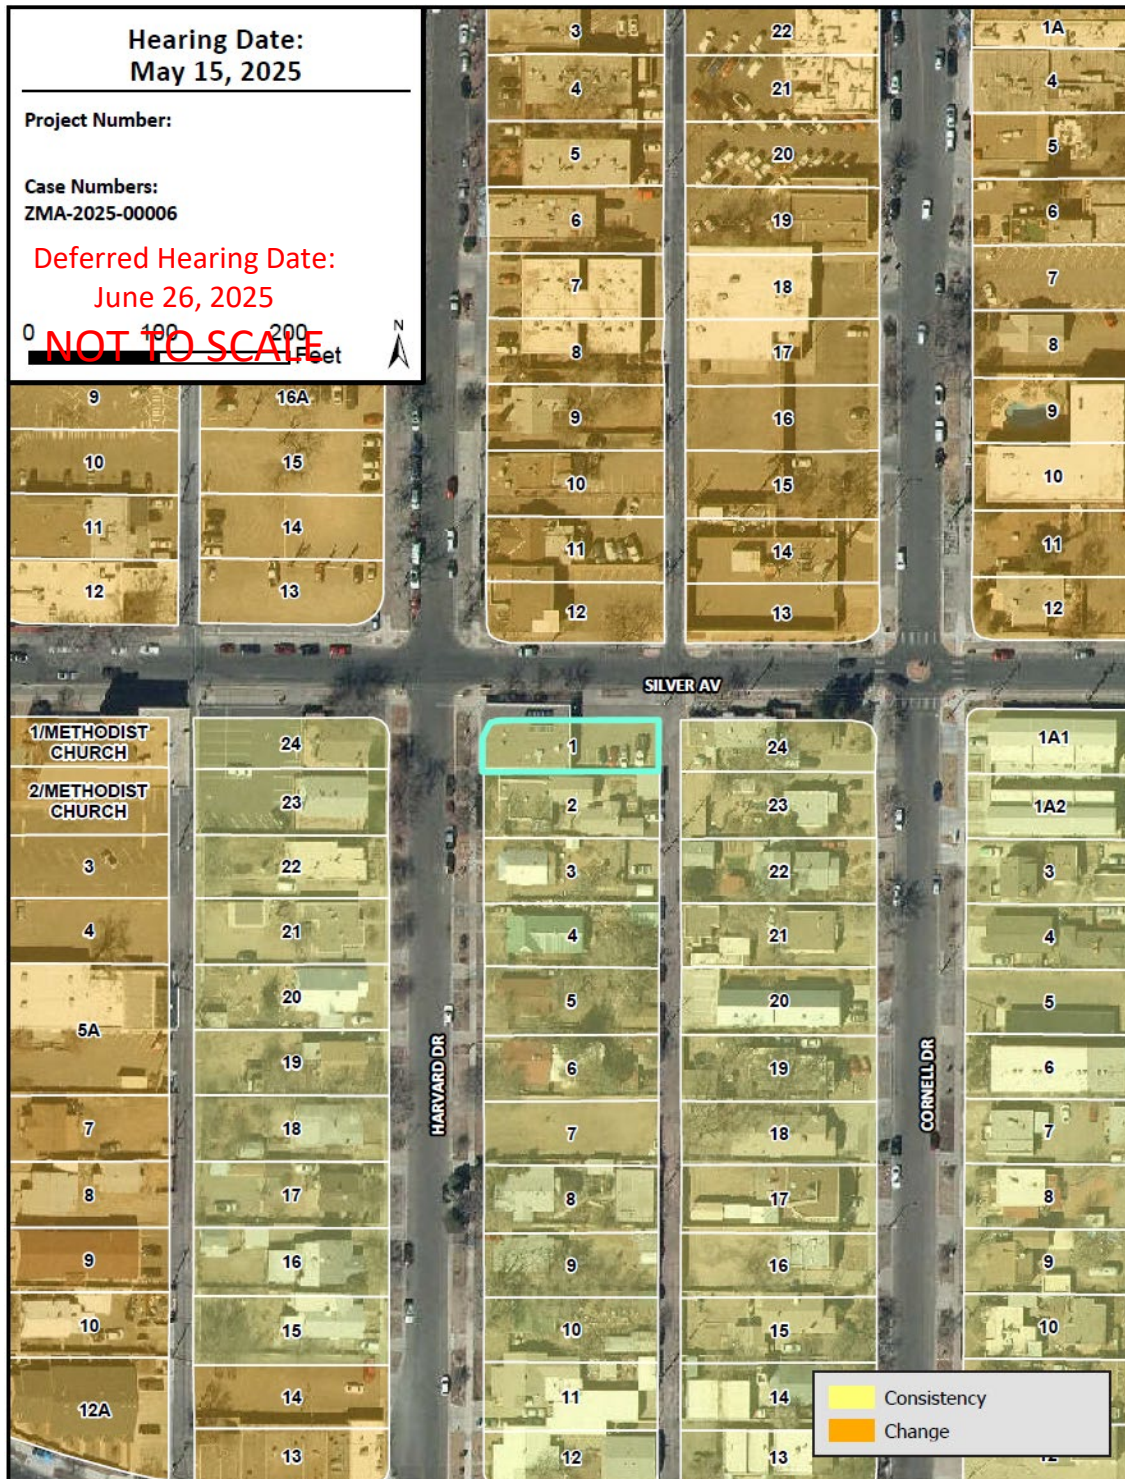 Hearing Date:
May 15, 2025
Project Number:
Case Numbers:
ZMA-2025-00006
Deferred Hearing Date:
June 26, 2025
0 100 200
Feet
NOT TO SCALE
N
3 22 1A
4 21 4
5 20 5
6 19 6
7 18 7
8 17 8
9 16A 9 16 9
10 15 10 15 10
11 14 11 14 11
12 13 12 13 12
SILVER AV
1/METHODIST
CHURCH
24 1 24 1A1
2/METHODIST
CHURCH
23 2 23 1A2
3 22 3 22 3
4 21 4 21 4
5A 20 5 20 5
19 6 19 6
HARVARD DR
CORNELL DR
7 18 7 18 7
8 17 8 17 8
9 16 9 16 9
10 15 10 15 10
12A 14 11 14
13 12 13 12
Consistency
Change